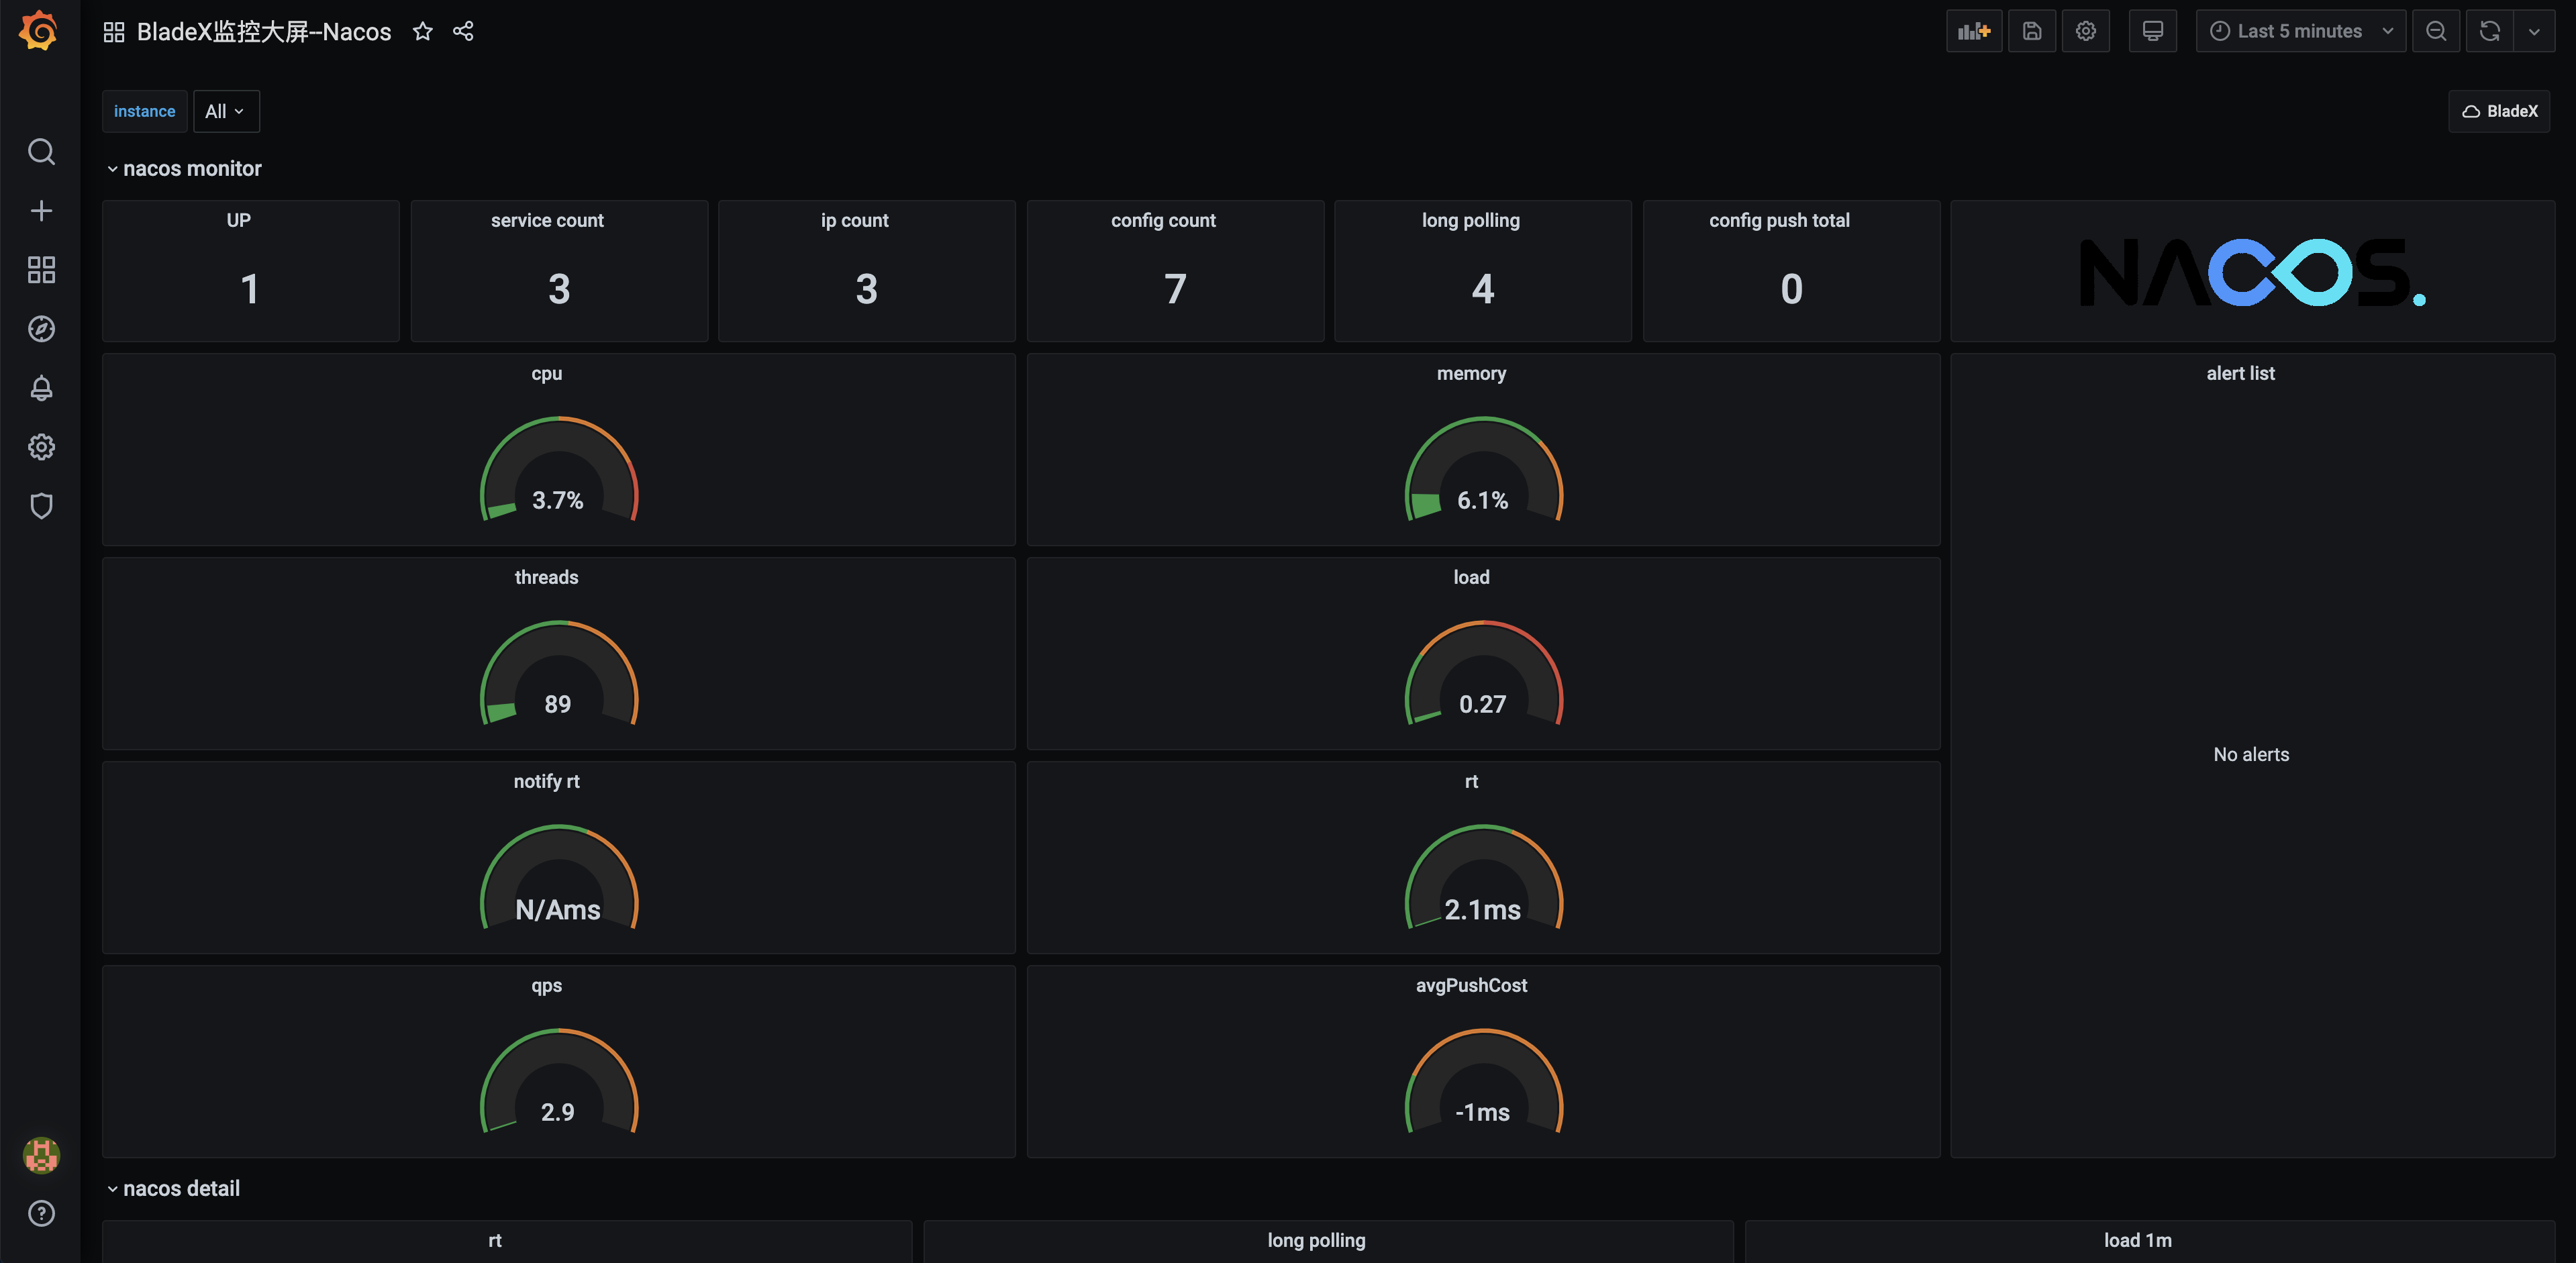 BladeX监控大屏--Nacos
Last 5 minutes
instance
All
BladeX
nacos monitor
UP
1
service count
3
ip count
3
config count
7
long polling
4
config push total
0
NACOS.
cpu
3.7%
memory
6.1%
alert list
No alerts
threads
89
load
0.27
notify rt
N/Ams
rt
2.1ms
qps
2.9
avgPushCost
-1ms
nacos detail
rt
long polling
load 1m